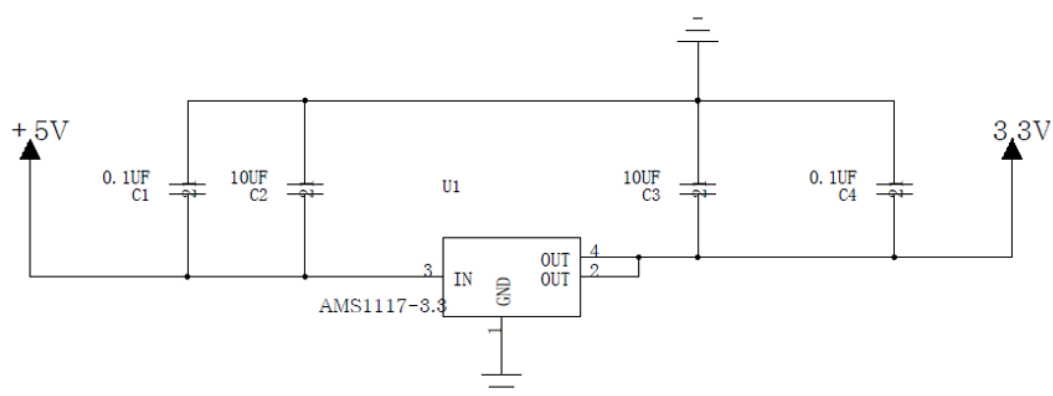 +5V
3.3V
0.1UF
C1
10UF
C2
U1
10UF
C3
0.1UF
C4
3
IN
OUT
4
OUT
2
GND
1
AMS1117-3.3